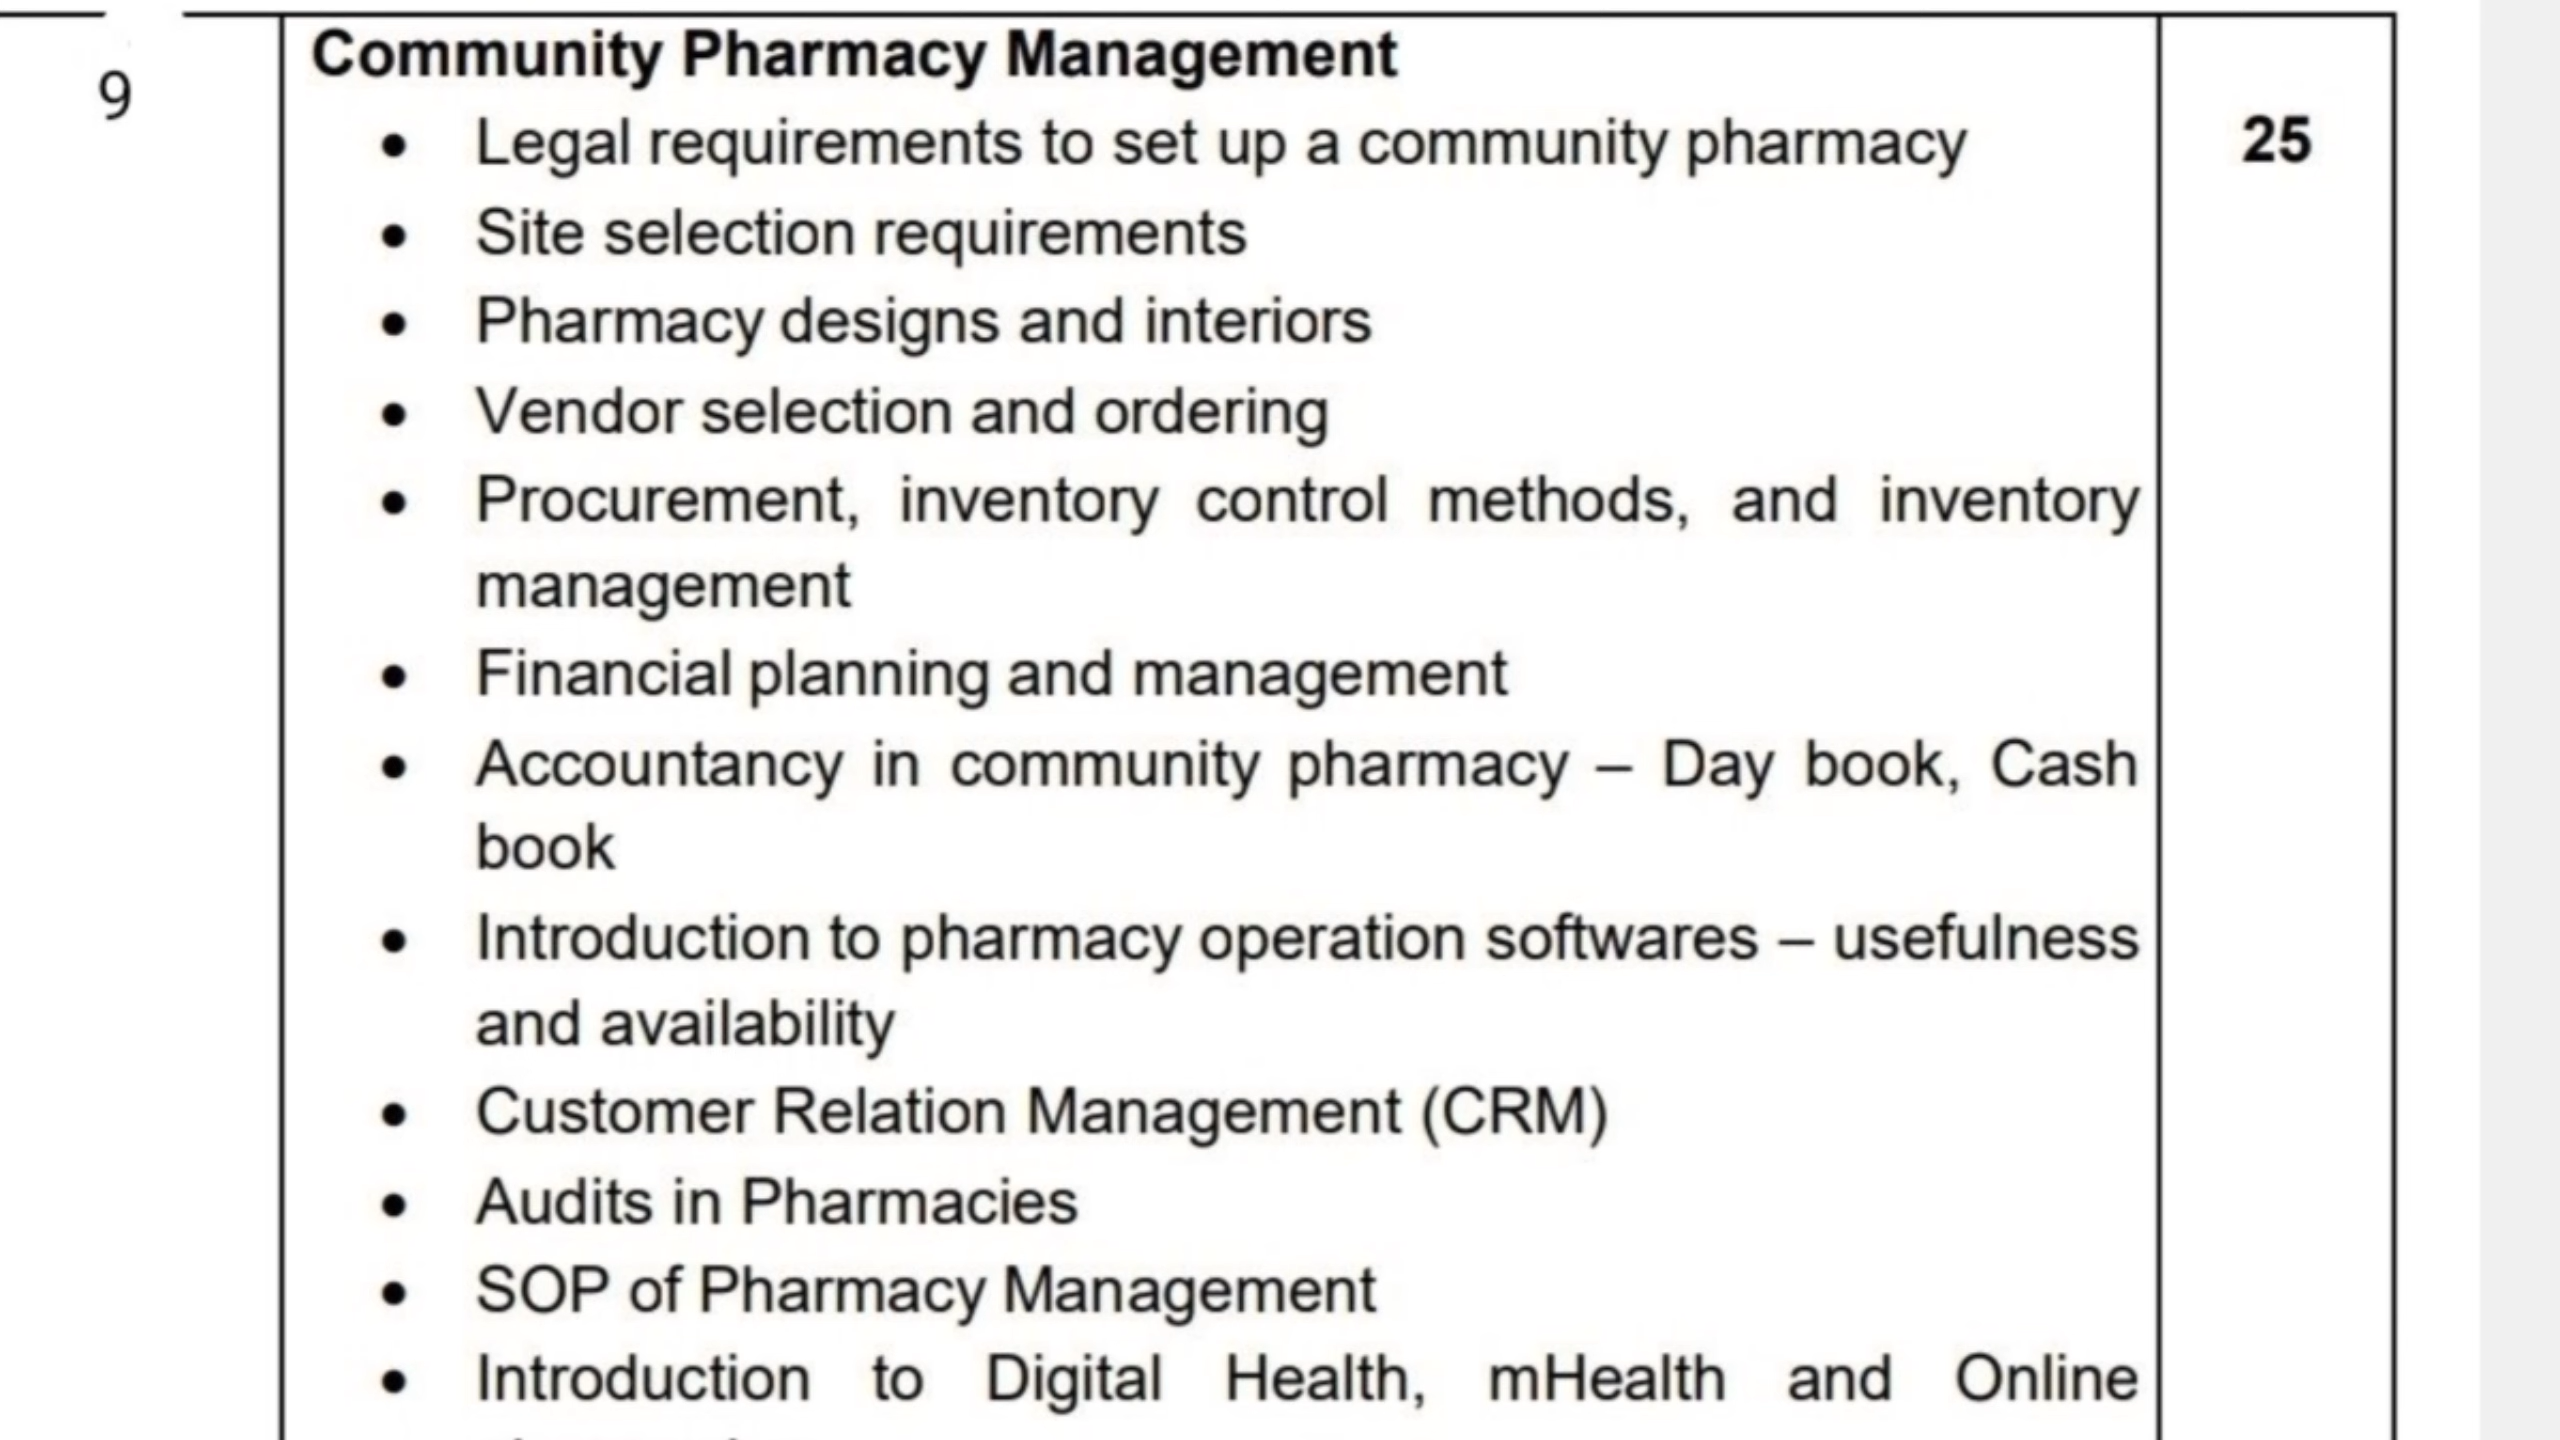 9
Community Pharmacy Management
25
• Legal requirements to set up a community pharmacy
• Site selection requirements
• Pharmacy designs and interiors
• Vendor selection and ordering
• Procurement, inventory control methods, and inventory
management
• Financial planning and management
• Accountancy in community pharmacy – Day book, Cash
book
• Introduction to pharmacy operation softwares – usefulness
and availability
• Customer Relation Management (CRM)
• Audits in Pharmacies
• SOP of Pharmacy Management
• Introduction to Digital Health, mHealth and Online